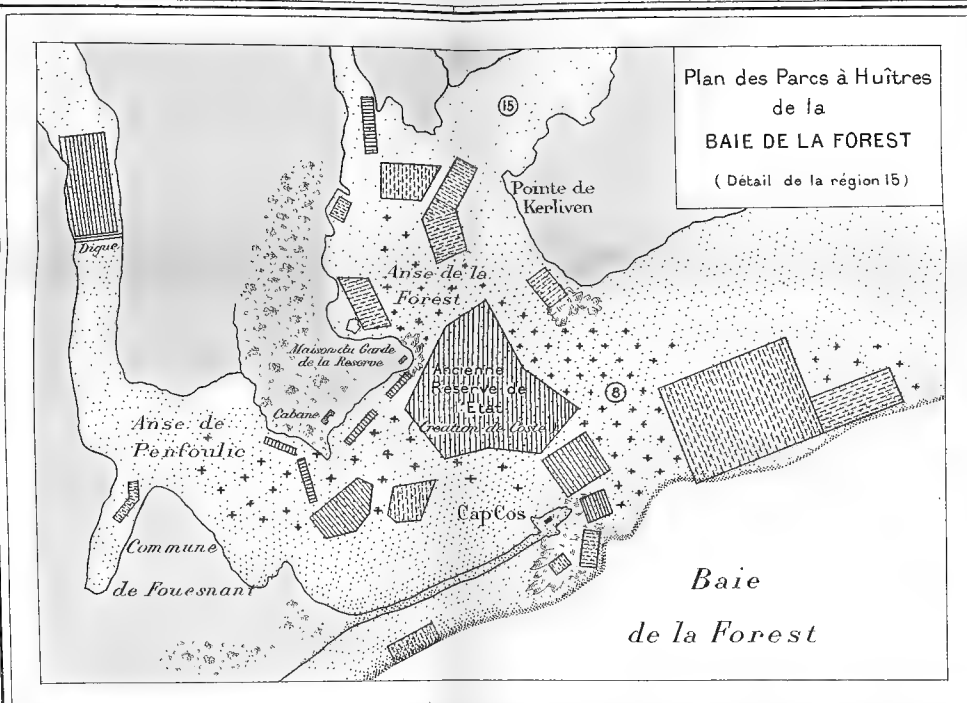 Plan des Parcs à Huîtres
de la
BAIE DE LA FOREST
( Détail de la région 15 )
15
Pointe de
Kerliven
Digue
Anse de la
Forest
Maison du Garde
de la Réserve
Ancienne
Réserve de
Etat
Création de Coste
8
Cabane
Anse de
Penfoulic
Cap Cos
Commune
de Fouesnant
Baie
de la Forest